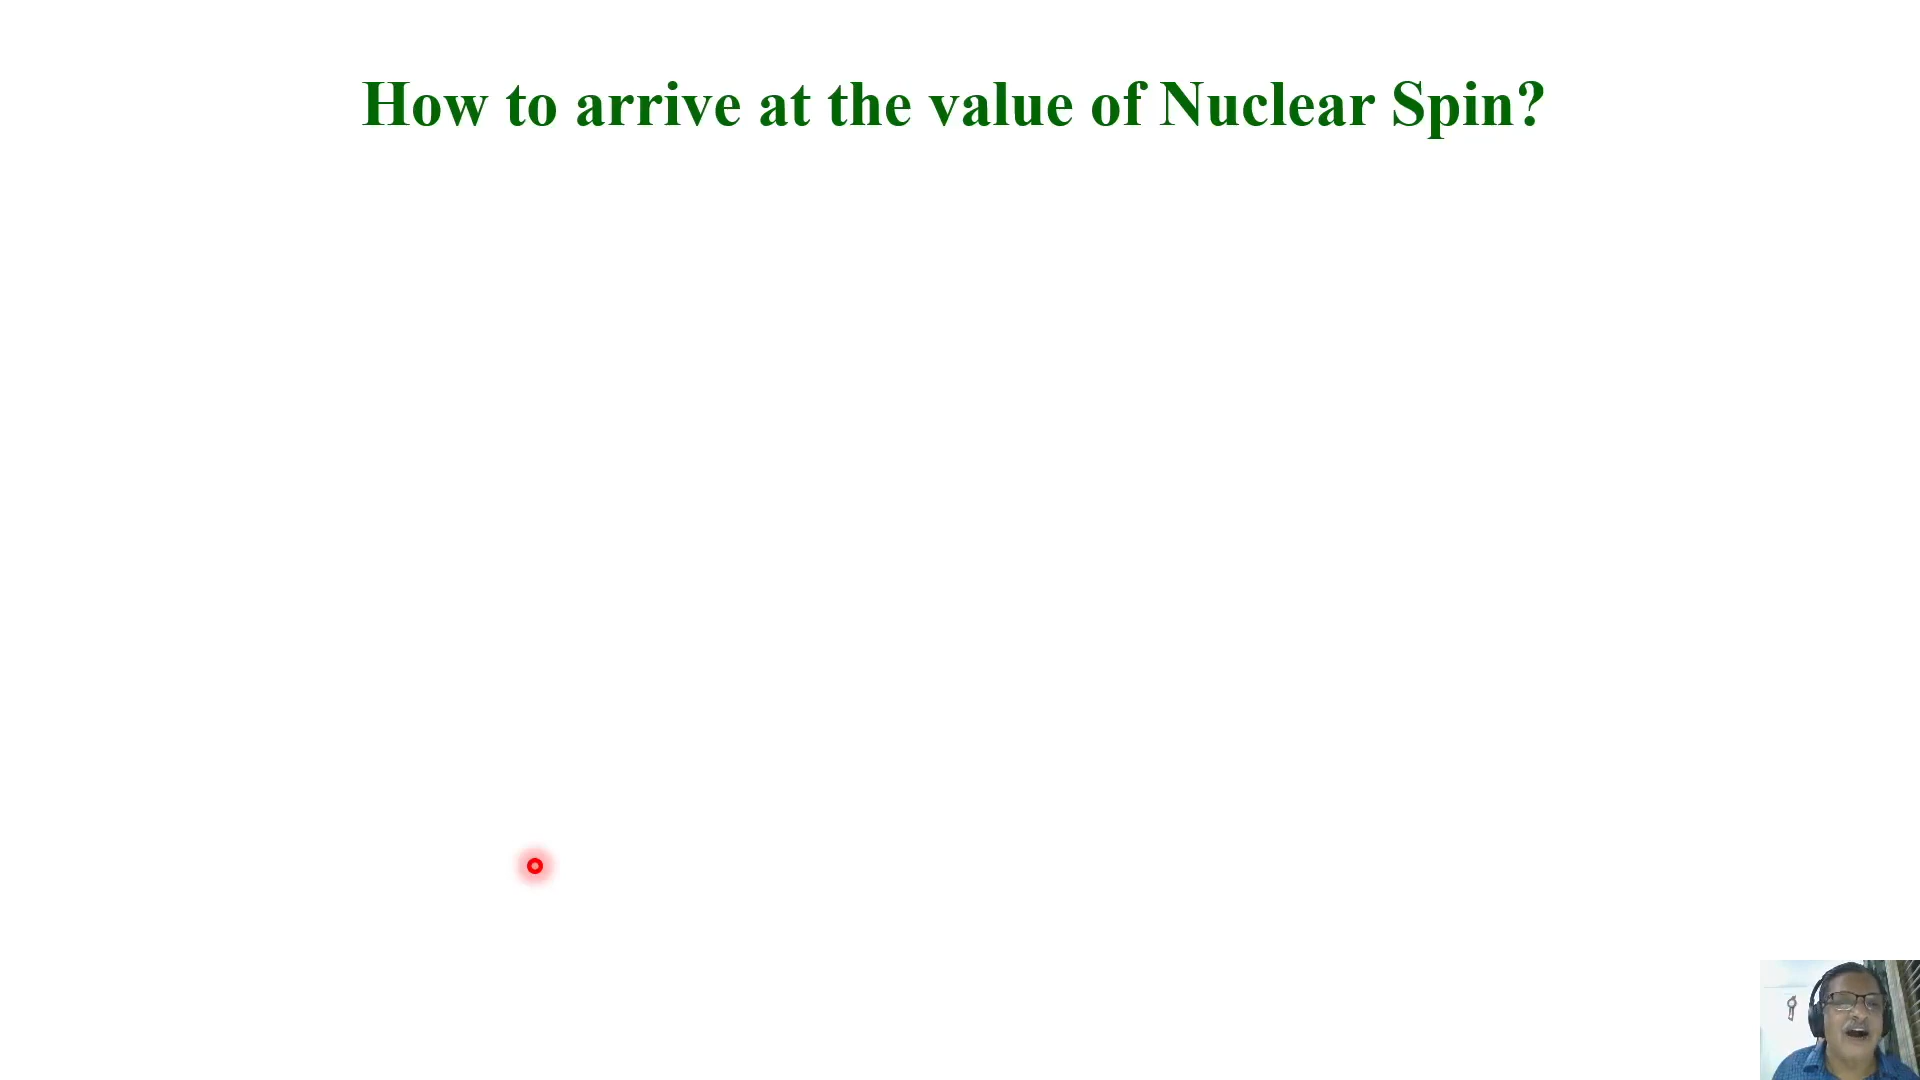 How to arrive at the value of Nuclear Spin?